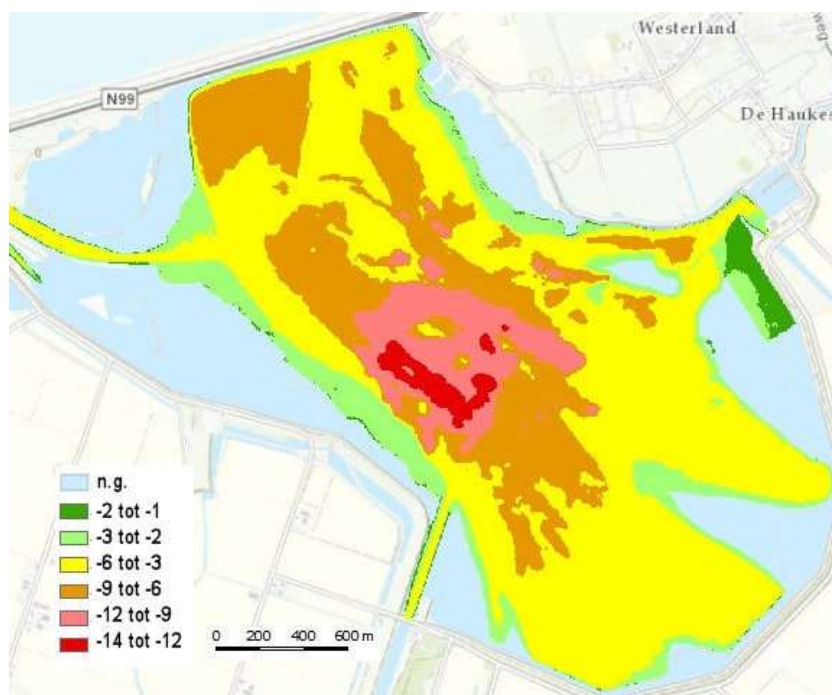 Westerland
weg
N99
De Haukes
n.g.
-2 tot -1
-3 tot -2
-6 tot -3
-9 tot -6
-12 tot -9
-14 tot -12
0 200 400 600 m